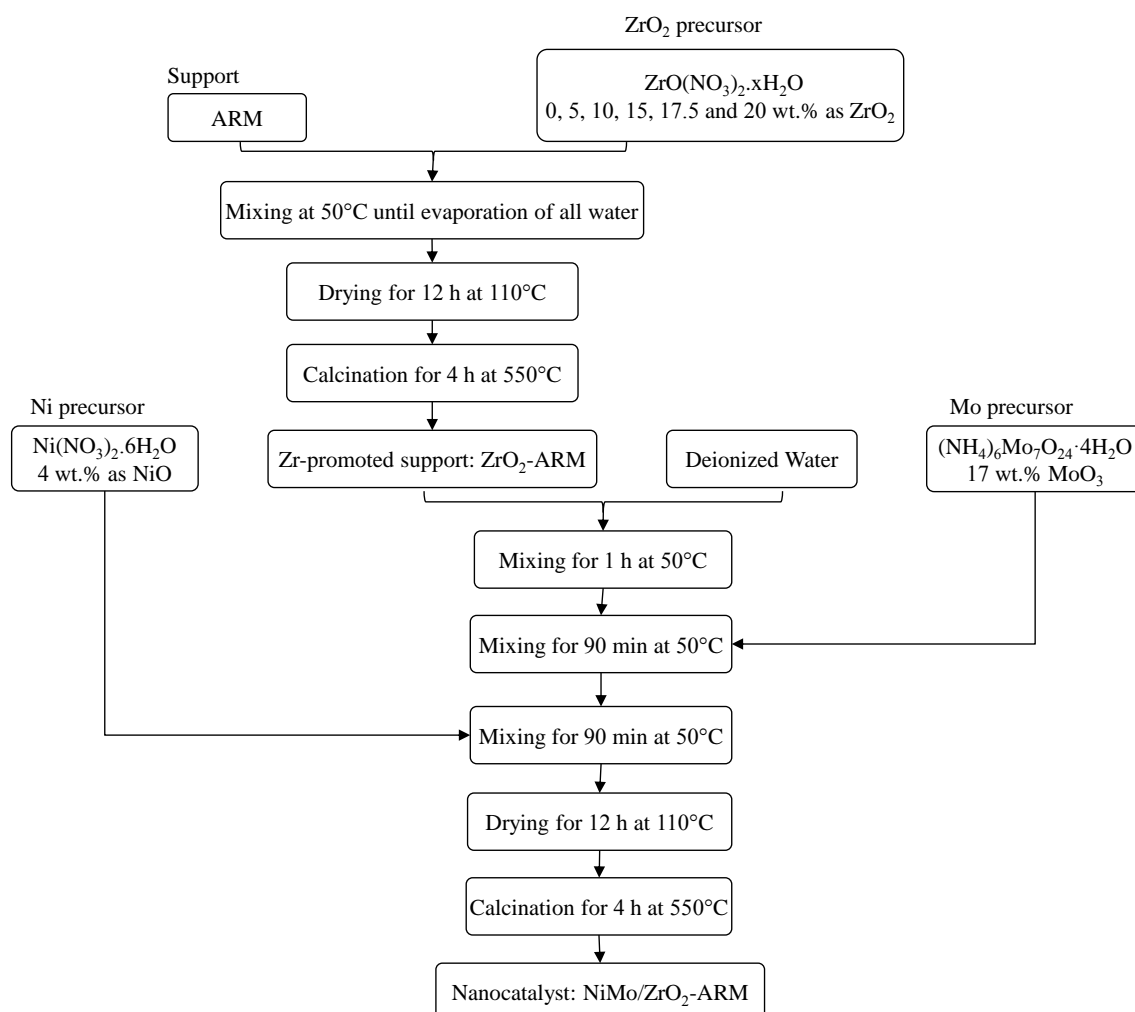 ZrO₂ precursor
ZrO(NO₃)₂.xH₂O
0, 5, 10, 15, 17.5 and 20 wt.% as ZrO₂
Support
ARM
Mixing at 50°C until evaporation of all water
Drying for 12 h at 110°C
Calcination for 4 h at 550°C
Ni precursor
Ni(NO₃)₂.6H₂O
4 wt.% as NiO
Zr-promoted support: ZrO₂-ARM
Deionized Water
Mo precursor
(NH₄)₆Mo₇O₂₄·4H₂O
17 wt.% MoO₃
Mixing for 1 h at 50°C
Mixing for 90 min at 50°C
Mixing for 90 min at 50°C
Drying for 12 h at 110°C
Calcination for 4 h at 550°C
Nanocatalyst: NiMo/ZrO₂-ARM